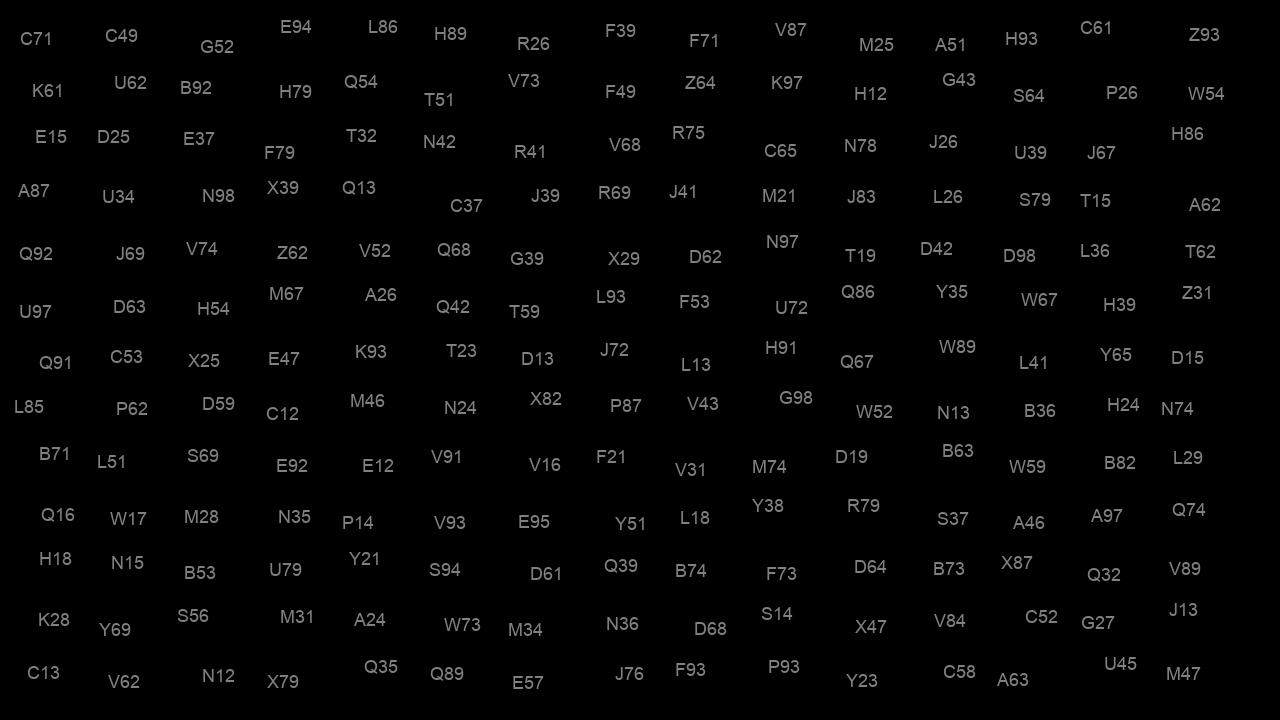 C71 C49 G52 E94 L86 H89 R26 F39 F71 V87 M25 A51 H93 C61 Z93
K61 U62 B92 H79 Q54 T51 V73 F49 Z64 K97 H12 G43 S64 P26 W54
E15 D25 E37 F79 T32 N42 R41 V68 R75 C65 N78 J26 U39 J67 H86
A87 U34 N98 X39 Q13 C37 J39 R69 J41 M21 J83 L26 S79 T15 A62
Q92 J69 V74 Z62 V52 Q68 G39 X29 D62 N97 T19 D42 D98 L36 T62
U97 D63 H54 M67 A26 Q42 T59 L93 F53 U72 Q86 Y35 W67 H39 Z31
Q91 C53 X25 E47 K93 T23 D13 J72 L13 H91 Q67 W89 L41 Y65 D15
L85 P62 D59 C12 M46 N24 X82 P87 V43 G98 W52 N13 B36 H24 N74
B71 L51 S69 E92 E12 V91 V16 F21 V31 M74 D19 B63 W59 B82 L29
Q16 W17 M28 N35 P14 V93 E95 Y51 L18 Y38 R79 S37 A46 A97 Q74
H18 N15 B53 U79 Y21 S94 D61 Q39 B74 F73 D64 B73 X87 Q32 V89
K28 Y69 S56 M31 A24 W73 M34 N36 D68 S14 X47 V84 C52 G27 J13
C13 V62 N12 X79 Q35 Q89 E57 J76 F93 P93 Y23 C58 A63 U45 M47